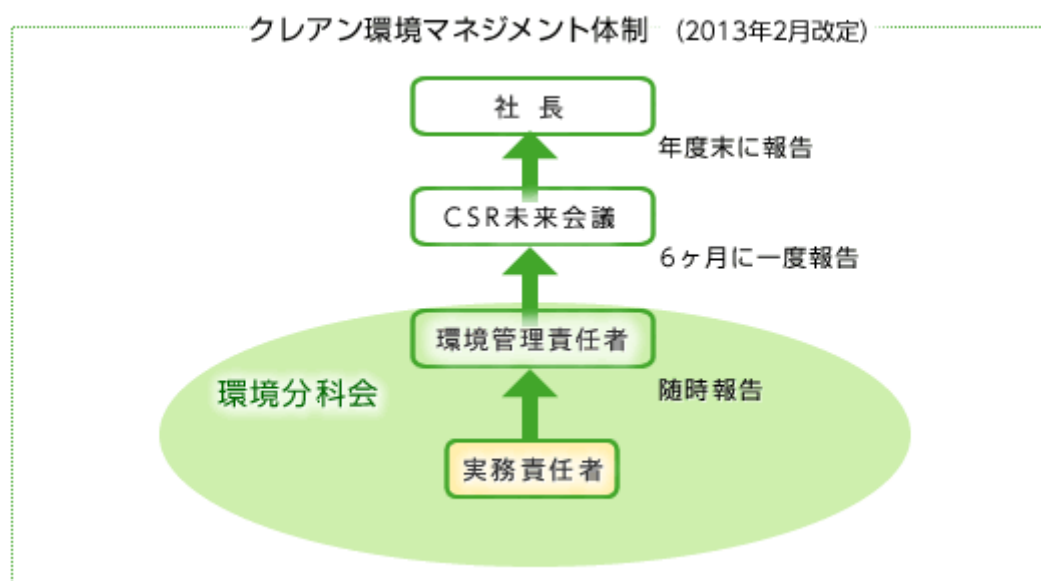 クレアン環境マネジメント体制 （2013年2月改定）
社 長
年度末に報告
CSR未来会議
6ヶ月に一度報告
環境管理責任者
環境分科会
随時報告
実務責任者